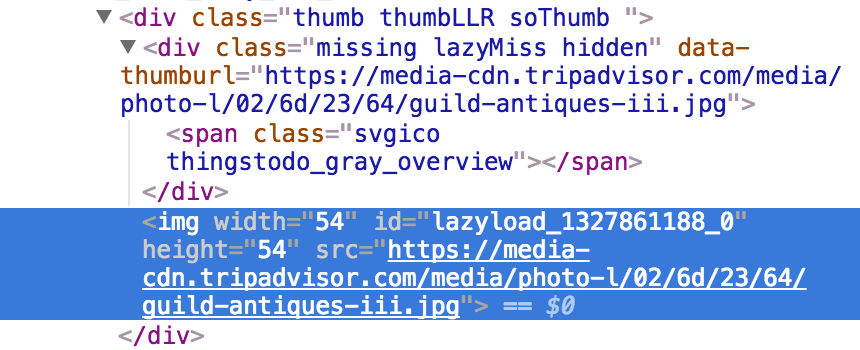 ▼<div class="thumb thumbLLR soThumb ">
▼<div class="missing lazyMiss hidden" data-
thumburl="https://media-cdn.tripadvisor.com/media/
photo-l/02/6d/23/64/guild-antiques-iii.jpg">
<span class="svgico
thingstodo_gray_overview"></span>
</div>
<img width="54" id="lazyload_1327861188_0"
height="54" src="https://media-
cdn.tripadvisor.com/media/photo-l/02/6d/23/64/
guild-antiques-iii.jpg"> == $0
</div>